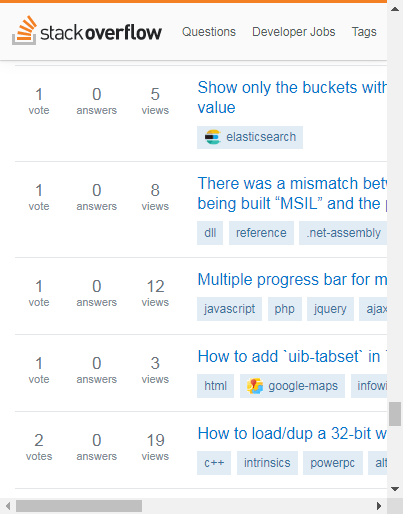 stackoverflow Questions Developer Jobs Tags
1 0 5 Show only the buckets with
vote answers views value
elasticsearch
1 0 8 There was a mismatch
vote answers views being built “MSIL” and the
dll reference .net-assembly
1 0 12 Multiple progress bar for
vote answers views javascript php jquery ajax
1 0 3 How to add `uib-tabset` in
vote answers views html google-maps
2 0 19 How to load/dup a 32-bit
votes answers views c++ intrinsics powerpc